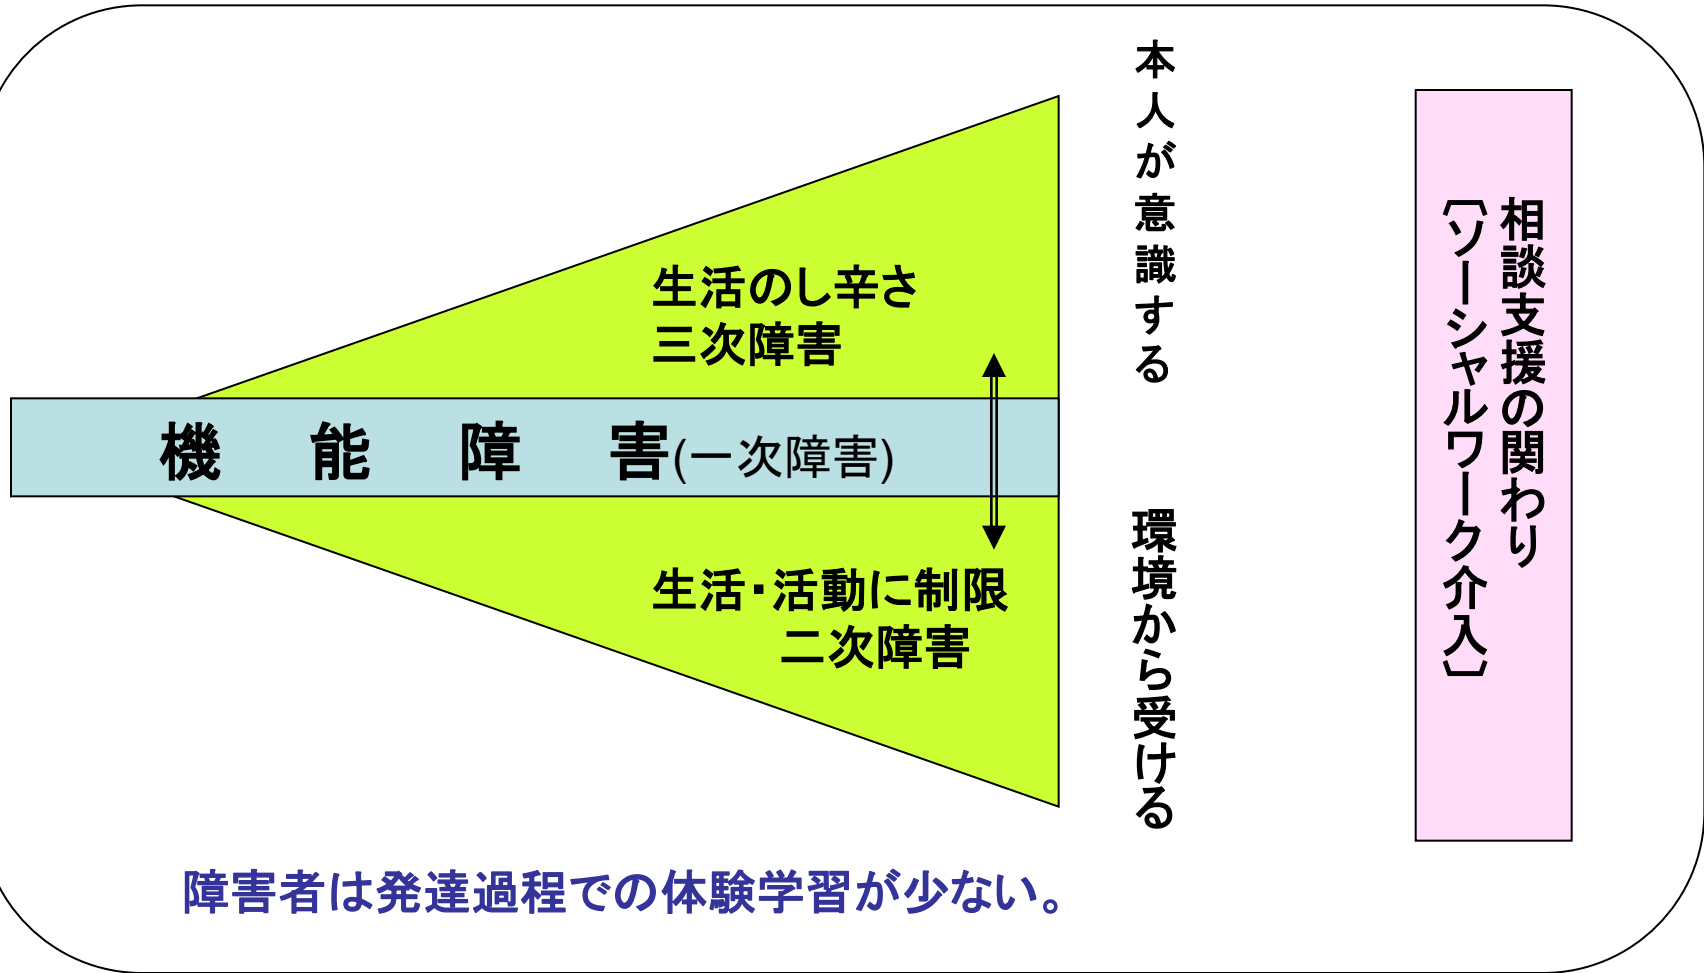 本人が意識する
生活のし辛さ
三次障害
機能障害(一次障害)
生活・活動に制限
二次障害
環境から受ける
相談支援の関わり
〔ソーシャルワーク介入〕
障害者は発達過程での体験学習が少ない。